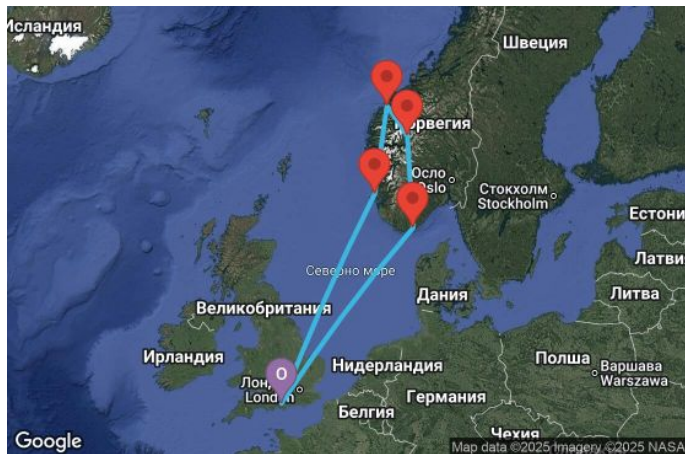 Исландия
Швеция
Норвегия
Осло
Oslo
Стокхолм
Stockholm
Естони
Латви
Северно море
Дания
Литва
Великобритания
Ирландия
O
Нидерландия
Полша
Варшава
Warszawa
London
Белгия
Германия
Чехия
Google
Map data ©2025 Imagery ©2025 NASA